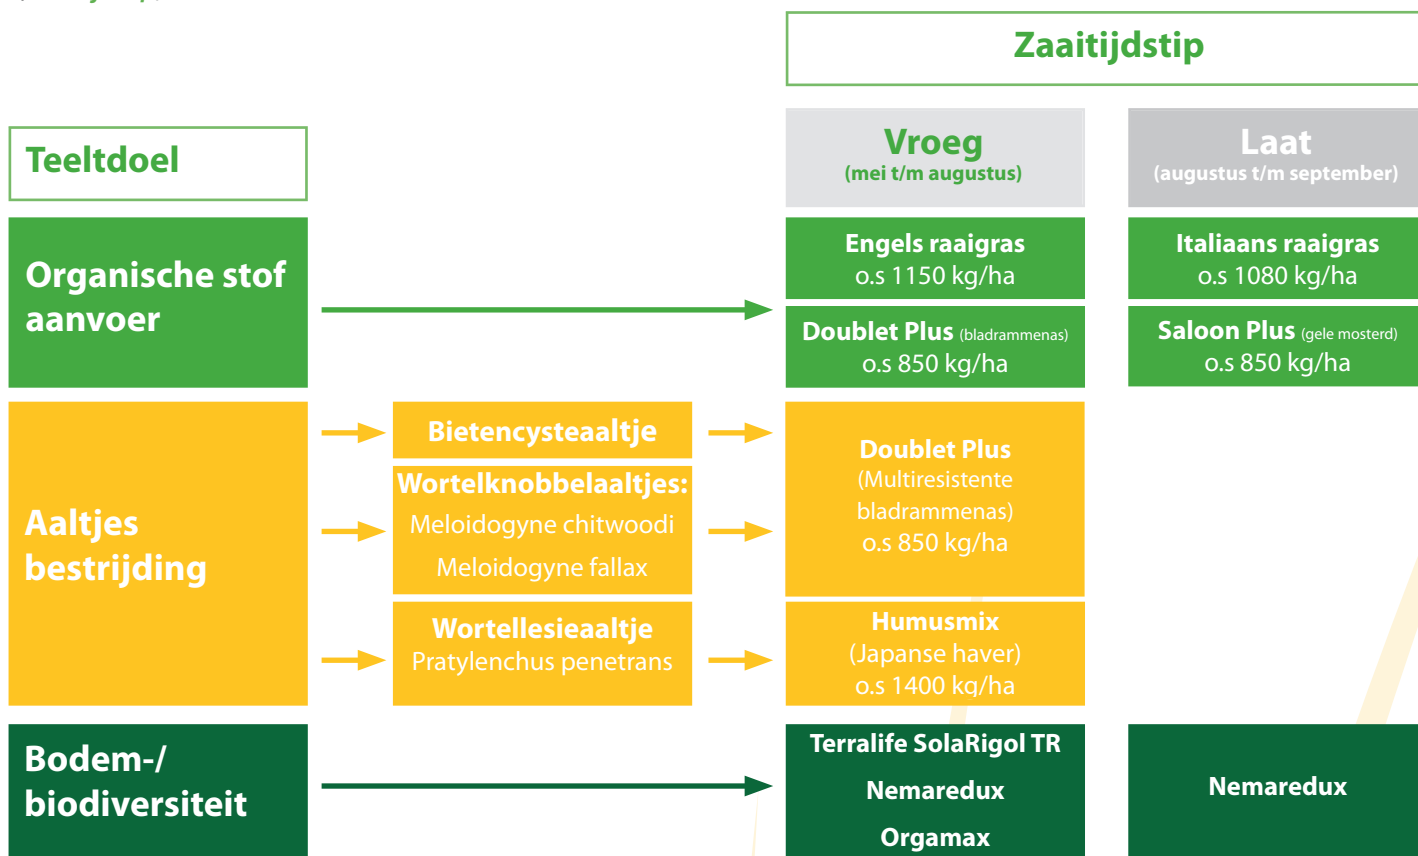 Zaaitijdstip
Teeltdoel
Vroeg
(mei t/m augustus)
Laat
(augustus t/m september)
Organische stof
aanvoer
Engels raaigras
o.s 1150 kg/ha
Italiaans raaigras
o.s 1080 kg/ha
Doublet Plus (bladrammenas)
o.s 850 kg/ha
Saloon Plus (gele mosterd)
o.s 850 kg/ha
Aaltjes
bestrijding
Bietencysteaaltje
Wortelknobbelaaltjes:
Meloidogyne chitwoodi
Meloidogyne fallax
Doublet Plus
(Multiresistente
bladrammenas)
o.s 850 kg/ha
Wortellesieaaltje
Pratylenchus penetrans
Humusmix
(Japanse haver)
o.s 1400 kg/ha
Bodem-/
biodiversiteit
Terralife SolaRigol TR
Nemaredux
Orgamax
Nemaredux